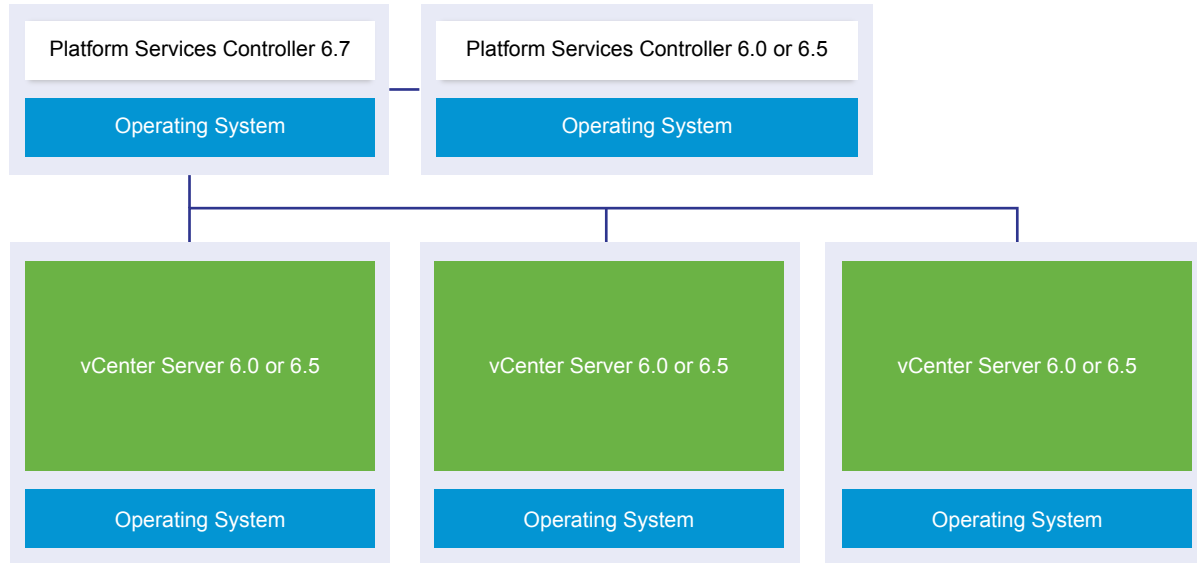 Platform Services Controller 6.7
Platform Services Controller 6.0 or 6.5
Operating System
Operating System
vCenter Server 6.0 or 6.5
vCenter Server 6.0 or 6.5
vCenter Server 6.0 or 6.5
Operating System
Operating System
Operating System